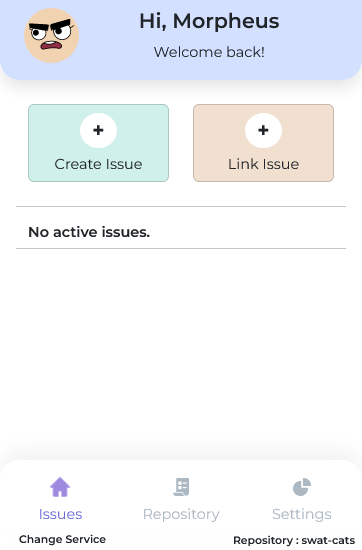 Hi, Morpheus
Welcome back!
+ +
Create Issue Link Issue
No active issues.
Issues Repository Settings
Change Service Repository : swat-cats